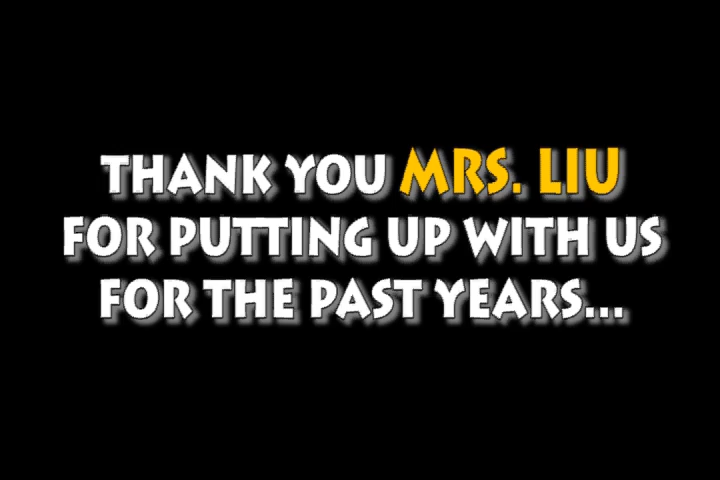 THANK YOU MRS. LIU
FOR PUTTING UP WITH US
FOR THE PAST YEARS...